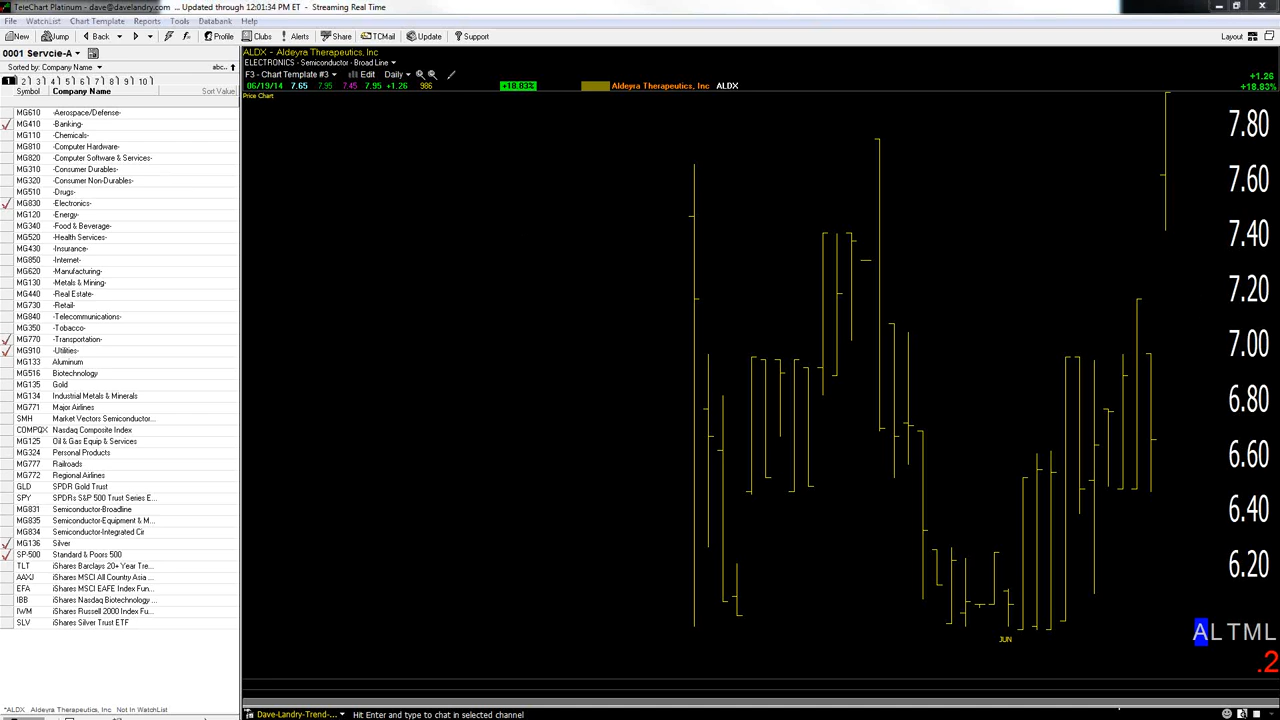 TeleChart Platinum - dave@davelandry.com ... Updated through 12:01:34 PM ET - Streaming Real Time
File WatchList Chart Template Reports Tools Databank Help
New Jump Back Profile Clubs Share Alerts TCMail Update Support Layout
0001 Servcie-A
Sorted by: Company Name abc..
1 2 3 4 5 6 7 8 9 10
Symbol Company Name Sort Value
MG610 -Aerospace/Defense-
MG410 -Banking-
MG110 -Chemicals-
MG810 -Computer Hardware-
MG820 -Computer Software & Services-
MG310 -Consumer Durables-
MG320 -Consumer Non-Durables-
MG510 -Drugs-
MG830 -Electronics-
MG120 -Energy-
MG340 -Food & Beverage-
MG520 -Health Services-
MG430 -Insurance-
MG850 -Internet-
MG620 -Manufacturing-
MG130 -Metals & Mining-
MG440 -Real Estate-
MG730 -Retail-
MG840 -Telecommunications-
MG350 -Tobacco-
MG770 -Transportation-
MG910 -Utilities-
MG133 Aluminum
MG516 Biotechnology
MG135 Gold
MG134 Industrial Metals & Minerals
MG771 Major Airlines
SMH Market Vectors Semiconductor...
COMPQX Nasdaq Composite Index
MG125 Oil & Gas Equip & Services
MG324 Personal Products
MG777 Railroads
MG772 Regional Airlines
GLD SPDR Gold Trust
SPY SPDRs S&P 500 Trust Series E...
MG831 Semiconductor-Broadline
MG835 Semiconductor-Equipment & M...
MG834 Semiconductor-Integrated Cir
MG136 Silver
SP-500 Standard & Poors 500
TLT iShares Barclays 20+ Year Tre...
AAXJ iShares MSCI All Country Asia ...
EFA iShares MSCI EAFE Index Fun...
IBB iShares Nasdaq Biotechnology ...
IWM iShares Russell 2000 Index Fu...
SLV iShares Silver Trust ETF
*ALDX Aldeyra Therapeutics, Inc Not In WatchList
ALDX - Aldeyra Therapeutics, Inc
ELECTRONICS - Semiconductor - Broad Line
F3 - Chart Template #3 Edit Daily
+1.26
06/19/14 7.65 7.95 7.45 7.95 +1.26 986 +18.83% Aldeyra Therapeutics, Inc ALDX +18.83%
Price Chart
7.80
7.60
7.40
7.20
7.00
6.80
6.60
6.40
6.20
ALTML
JUN
.2
Dave-Landry-Trend-... Hit Enter and type to chat in selected channel